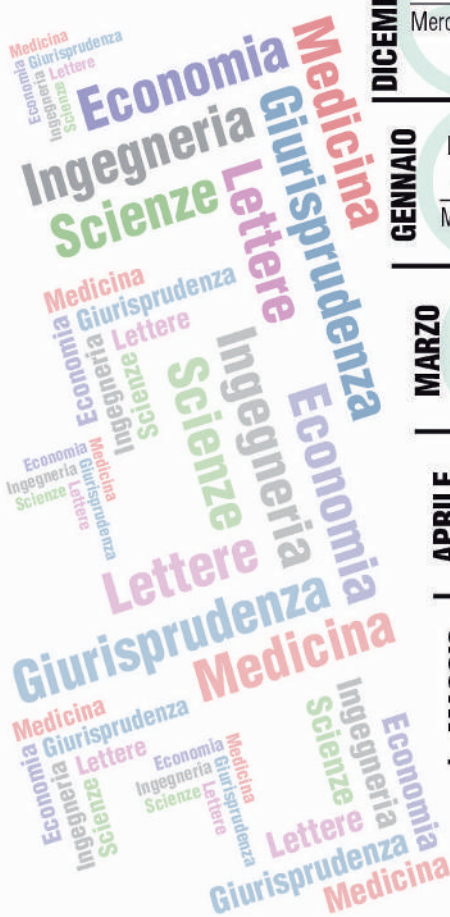 Medicina
Giurisprudenza
Lettere
Economia
Ingegneria
Scienze
Economia
Medicina
Ingegneria
Giurisprudenza
Scienze
Lettere
Medicina
Giurisprudenza
Lettere
Economia
Ingegneria
Scienze
Scienze
Ingegneria
Economia
Economia
Ingegneria
Scienze
Medicina
Giurisprudenza
Lettere
Lettere
Giurisprudenza
Medicina
Medicina
Giurisprudenza
Lettere
Economia
Ingegneria
Scienze
Economia
Ingegneria
Scienze
Medicina
Giurisprudenza
Lettere
Scienze
Ingegneria
Economia
Lettere
Giurisprudenza
Medicina
DICEM
Merc
GENNAIO
M
MARZO
APRILE